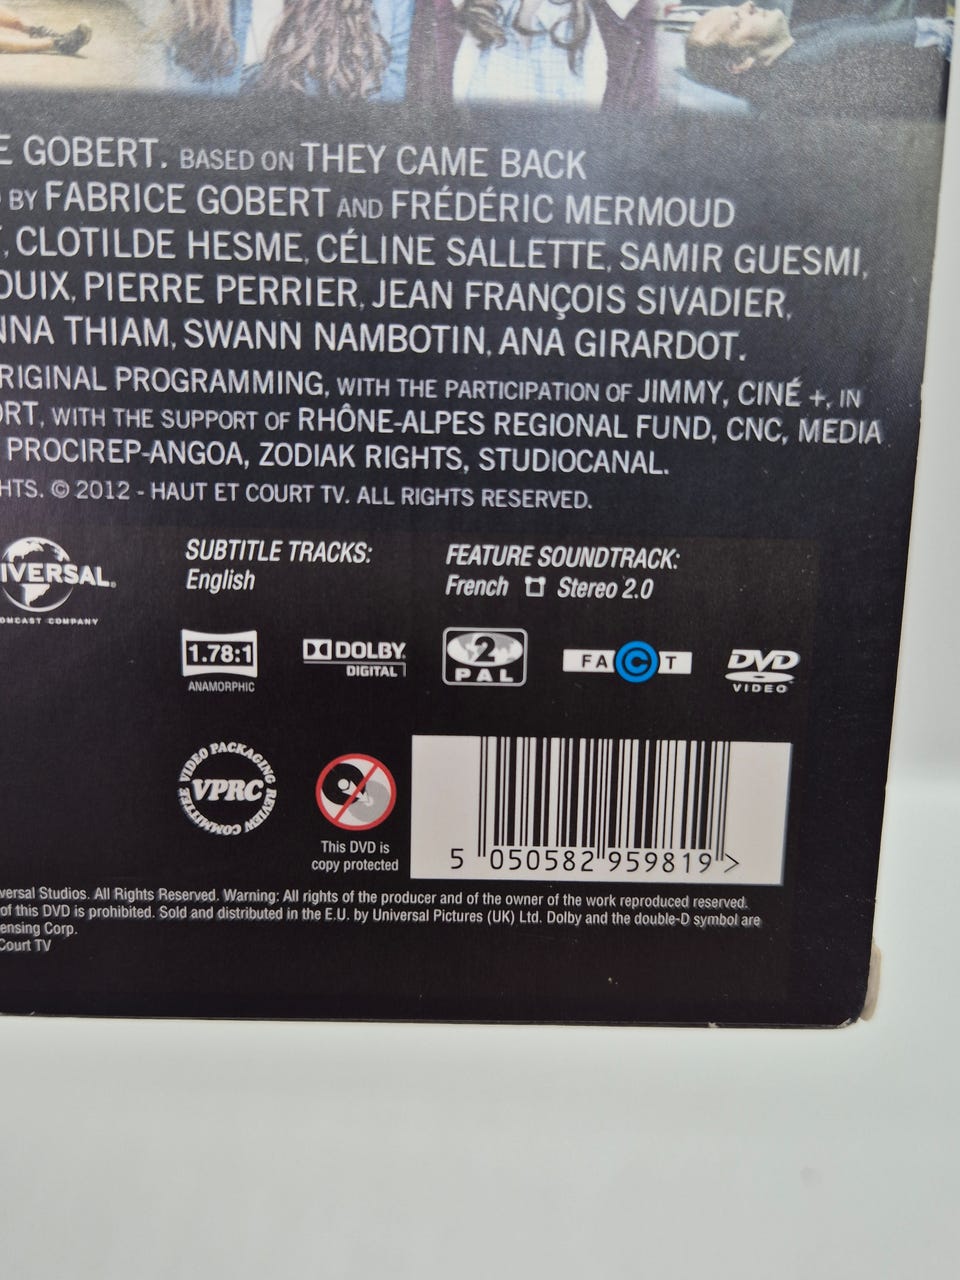 E GOBERT. BASED ON THEY CAME BACK
BY FABRICE GOBERT AND FRÉDÉRIC MERMOUD
, CLOTILDE HESME, CÉLINE SALLETTE, SAMIR GUESMI,
OUIX, PIERRE PERRIER, JEAN FRANÇOIS SIVADIER,
NNA THIAM, SWANN NAMBOTIN, ANA GIRARDOT.
RIGINAL PROGRAMMING, WITH THE PARTICIPATION OF JIMMY, CINÉ +, IN
ORT, WITH THE SUPPORT OF RHÔNE-ALPES REGIONAL FUND, CNC, MEDIA
PROCIREP-ANGOA, ZODIAK RIGHTS, STUDIOCANAL.
HTS. © 2012 - HAUT ET COURT TV. ALL RIGHTS RESERVED.
IVERSAL
OMCAST COMPANY
SUBTITLE TRACKS:
English
FEATURE SOUNDTRACK:
French Stereo 2.0
1.78:1
ANAMORPHIC
DOLBY
DIGITAL
2
PAL
FACT
DVD
VIDEO
VIDEO PACKAGING REVIEW COMMITTEE
VPRC
This DVD is
copy protected
5 050582 959819 >
versal Studios. All Rights Reserved. Warning: All rights of the producer and of the owner of the work reproduced reserved.
of this DVD is prohibited. Sold and distributed in the E.U. by Universal Pictures (UK) Ltd. Dolby and the double-D symbol are
ensing Corp.
Court TV